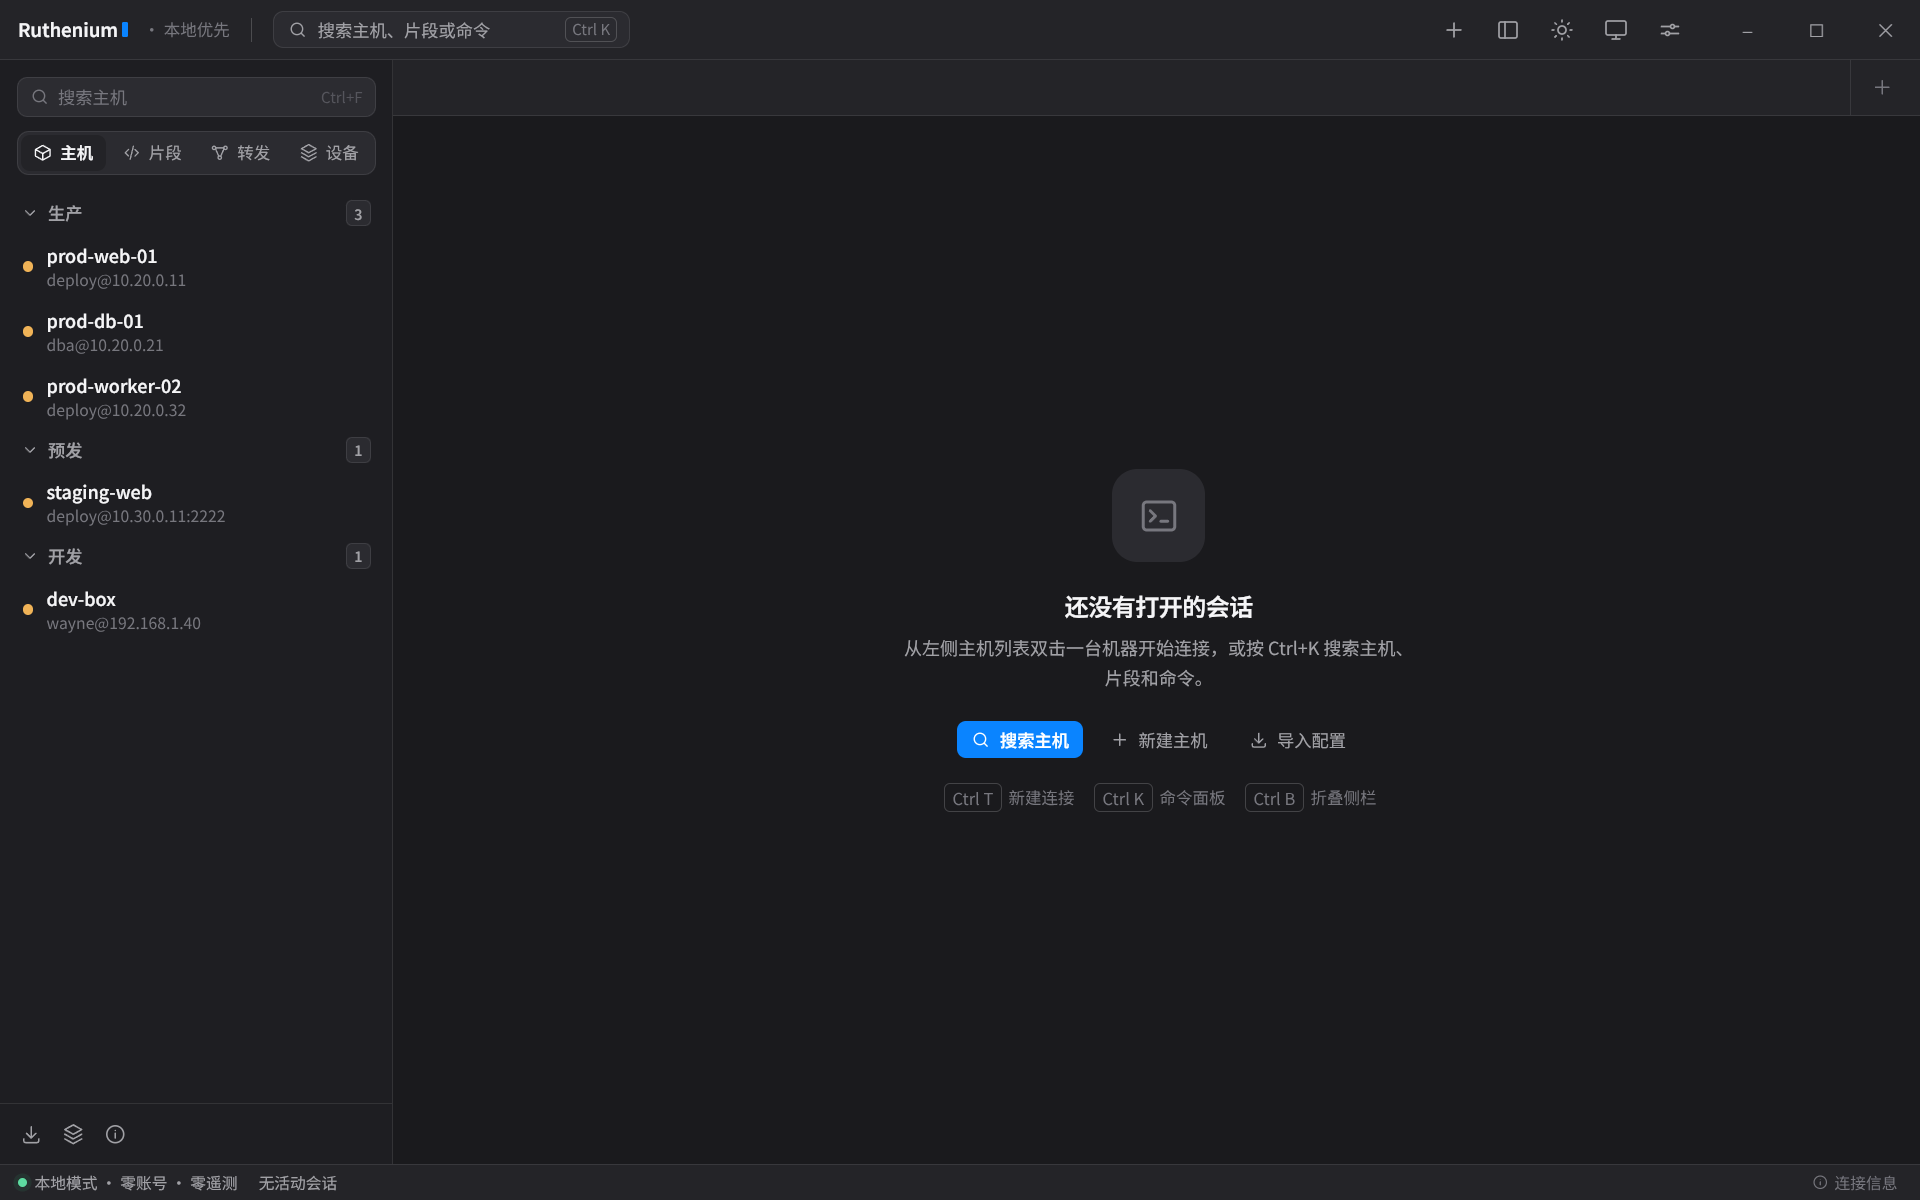 Ruthenium • 本地优先
搜索主机、片段或命令 Ctrl K
搜索主机 Ctrl+F
主机 片段 转发 设备
生产 3
prod-web-01
deploy@10.20.0.11
prod-db-01
dba@10.20.0.21
prod-worker-02
deploy@10.20.0.32
预发 1
staging-web
deploy@10.30.0.11:2222
开发 1
dev-box
wayne@192.168.1.40
还没有打开的会话
从左侧主机列表双击一台机器开始连接，或按 Ctrl+K 搜索主机、
片段和命令。
搜索主机 新建主机 导入配置
Ctrl T 新建连接 Ctrl K 命令面板 Ctrl B 折叠侧栏
本地模式 • 零账号 • 零遥测 无活动会话
连接信息